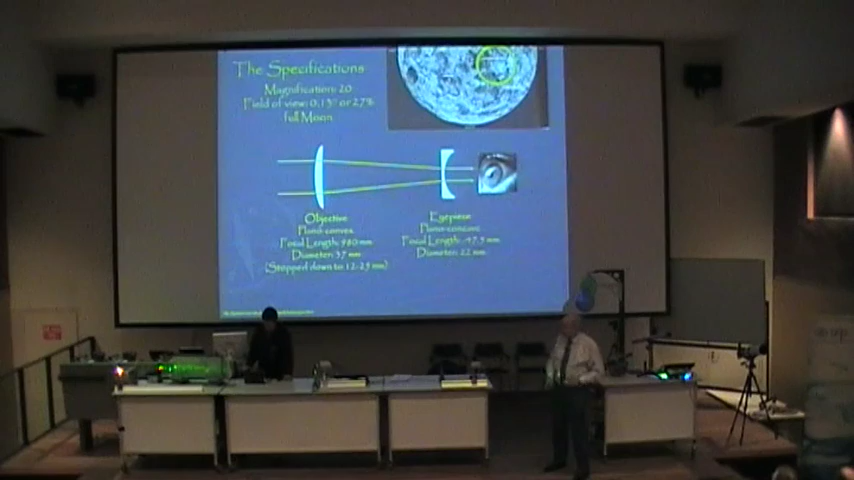 The Specifications
Magnification: 20
Field of view: 0.15° or 27%
full Moon
Objective
Plano-convex
Focal Length: 980 mm
Diameter: 37 mm
(Stopped down to 12-25 mm)
Eyepiece
Plano-concave
Focal Length: -47.5 mm
Diameter: 22 mm